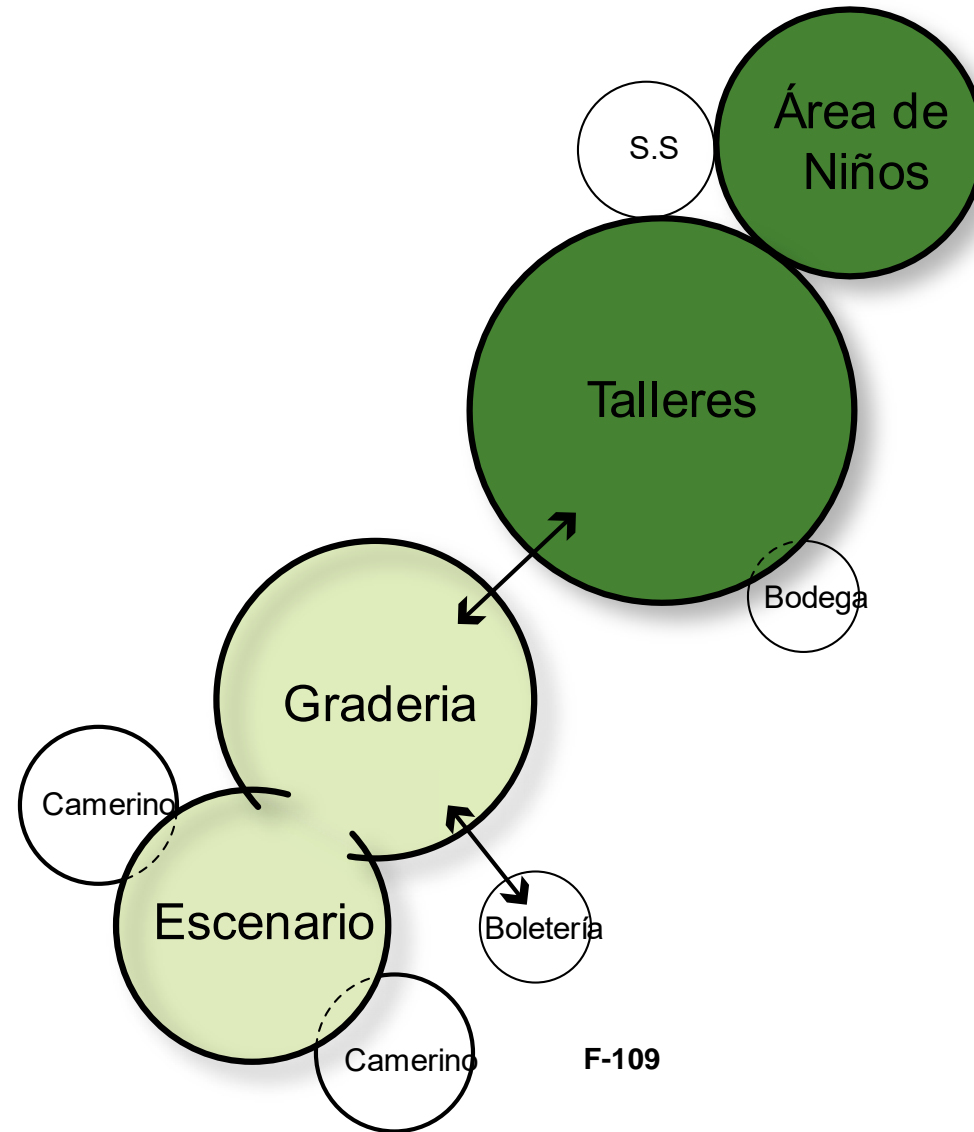 Área de
Niños
S.S
Talleres
Bodega
Graderia
Camerino
Escenario
Boletería
Camerino
F-109